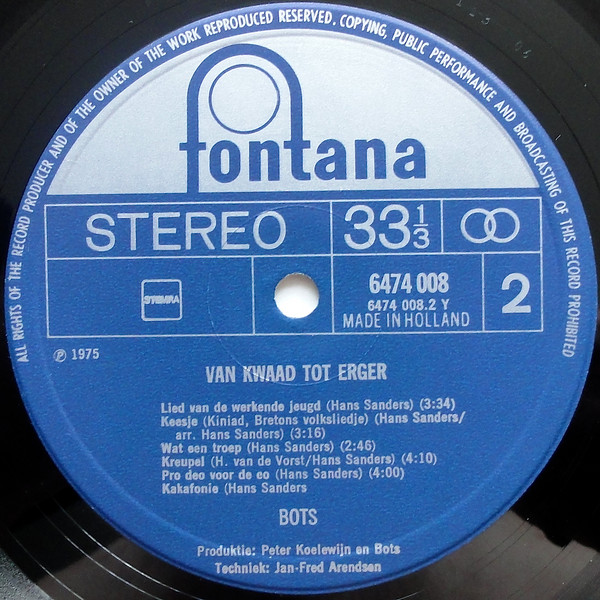 ALL RIGHTS OF THE RECORD PRODUCER AND OF THE OWNER OF THE WORK REPRODUCED RESERVED. COPYING, PUBLIC PERFORMANCE AND BROADCASTING OF THIS RECORD PROHIBITED
fontana
STEREO 33 1/3
STEMRA
6474 008
6474 008.2 Y
MADE IN HOLLAND
2
℗ 1975
VAN KWAAD TOT ERGER
Lied van de werkende jeugd (Hans Sanders) (3:34)
Keesje (Kiniad, Bretons volksliedje) (Hans Sanders/
arr. Hans Sanders) (3:16)
Wat een troep (Hans Sanders) (2:46)
Kreupel (H. van de Vorst/Hans Sanders) (4:10)
Pro deo voor de eo (Hans Sanders) (4:00)
Kakafonie (Hans Sanders
BOTS
Produktie: Peter Koelewijn en Bots
Techniek: Jan-Fred Arendsen